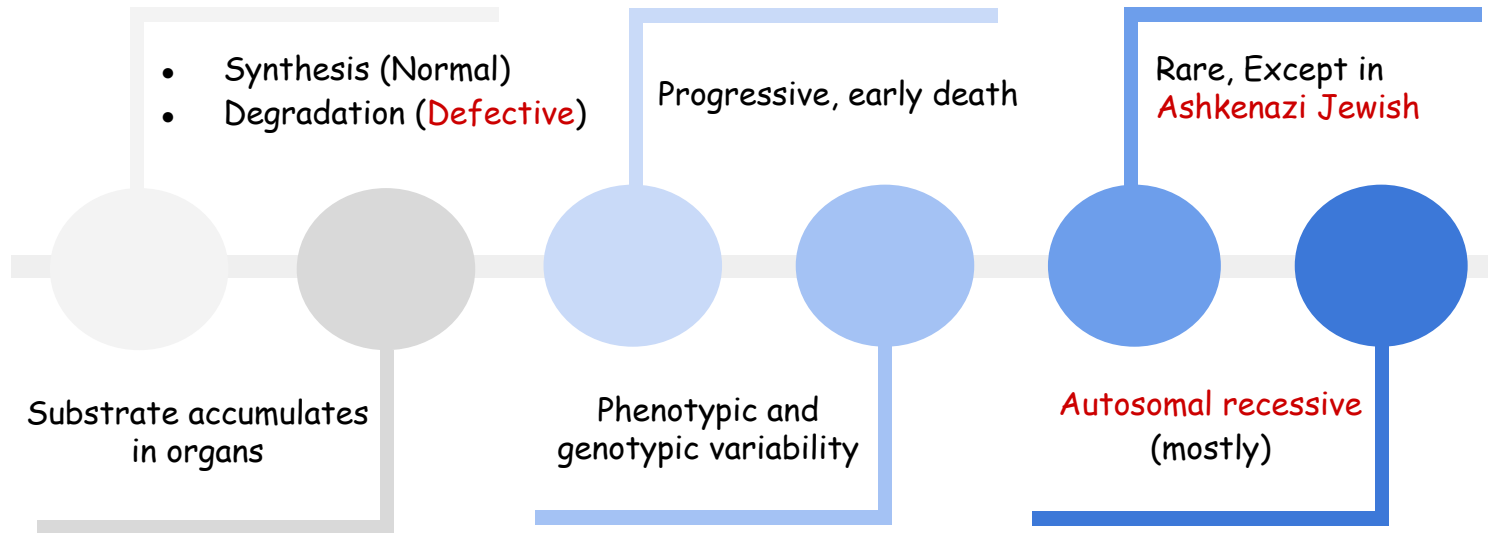 • Synthesis (Normal)
• Degradation (Defective)
Substrate accumulates
in organs
Progressive, early death
Phenotypic and
genotypic variability
Rare, Except in
Ashkenazi Jewish
Autosomal recessive
(mostly)